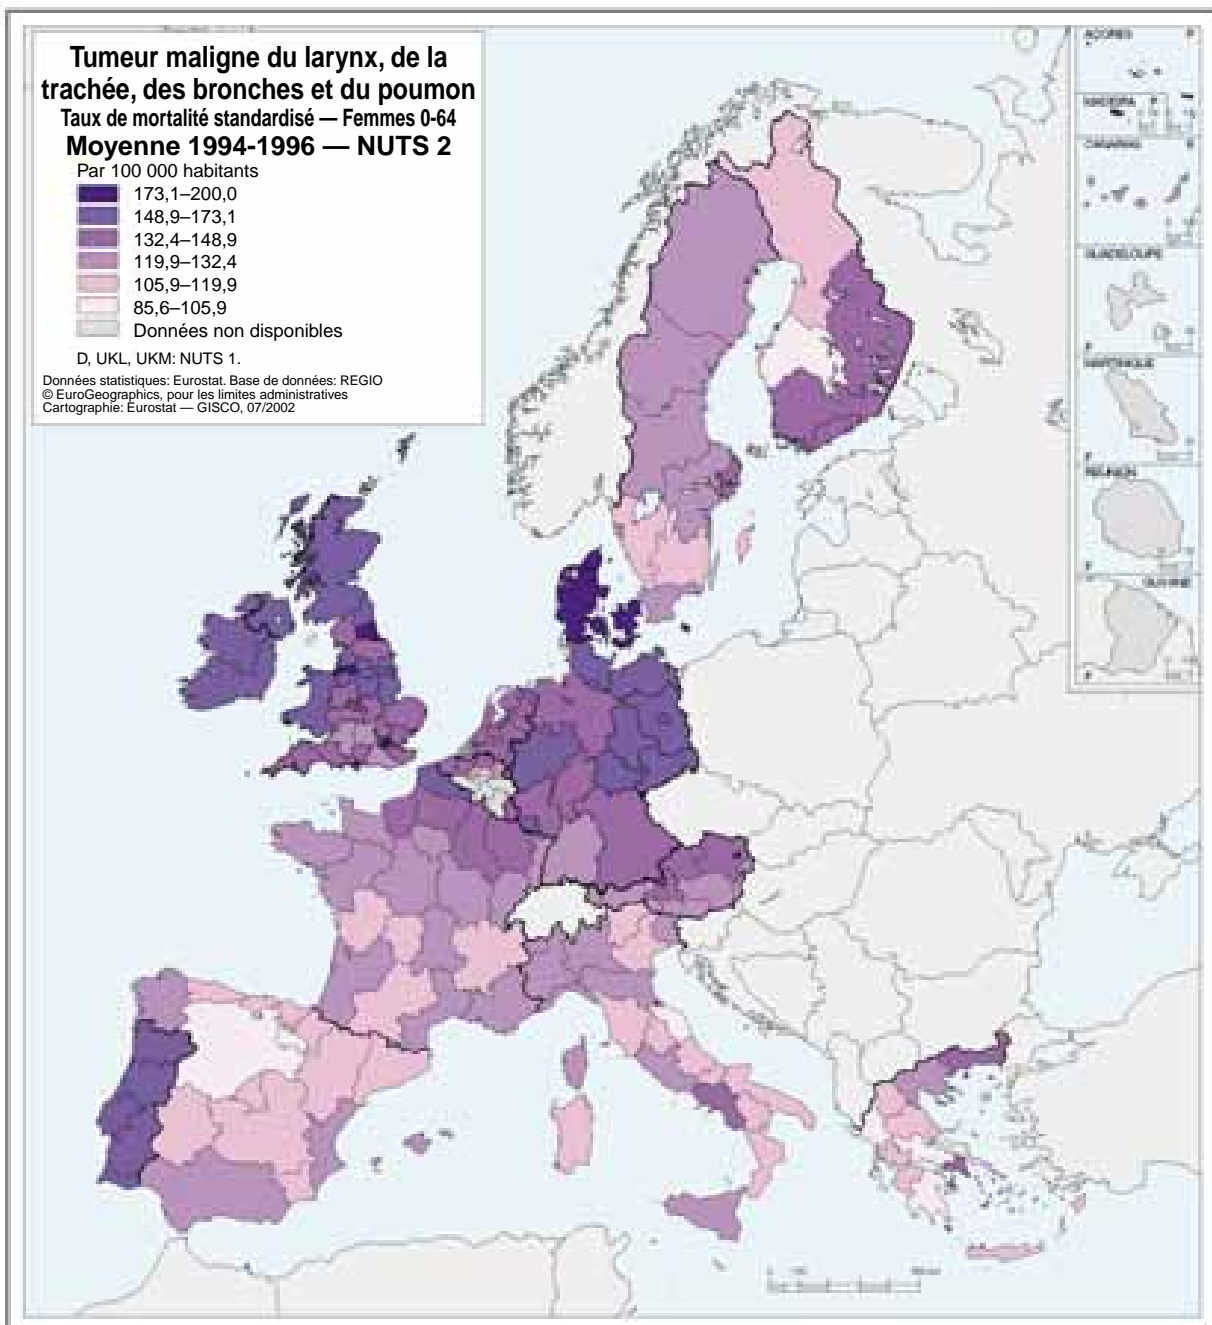 Tumeur maligne du larynx, de la
trachée, des bronches et du poumon
Taux de mortalité standardisé — Femmes 0-64
Moyenne 1994-1996 — NUTS 2
Par 100 000 habitants
173,1–200,0
148,9–173,1
132,4–148,9
119,9–132,4
105,9–119,9
85,6–105,9
Données non disponibles
D, UKL, UKM: NUTS 1.
Données statistiques: Eurostat. Base de données: REGIO
© EuroGeographics, pour les limites administratives
Cartographie: Eurostat — GISCO, 07/2002
GUADELOUPE
MARTINIQUE
REUNION
GUYANE